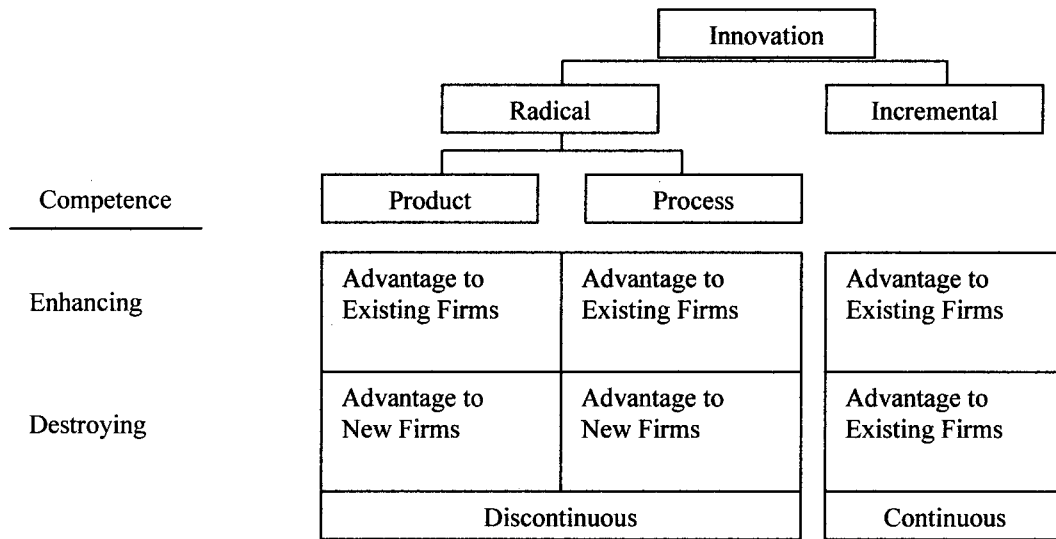 Innovation
Radical
Incremental
Product
Process
Competence
Enhancing
Advantage to
Existing Firms
Advantage to
Existing Firms
Advantage to
Existing Firms
Destroying
Advantage to
New Firms
Advantage to
New Firms
Advantage to
Existing Firms
Discontinuous
Continuous